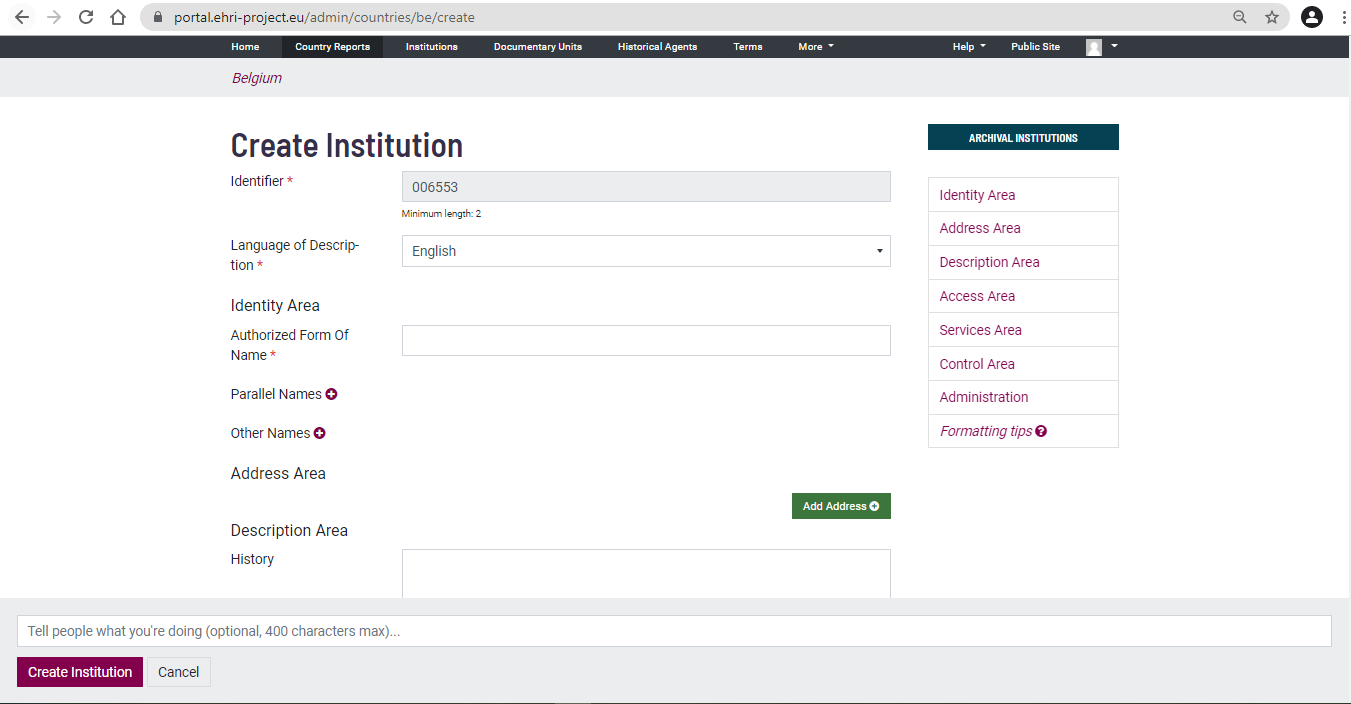 portal.ehri-project.eu/admin/countries/be/create
Home Country Reports Institutions Documentary Units Historical Agents Terms More Help Public Site
Belgium
Create Institution
Identifier *
006553
Minimum length: 2
Language of Descrip-
tion *
English
Identity Area
Authorized Form Of
Name *
Parallel Names
Other Names
Address Area
Add Address
Description Area
History
ARCHIVAL INSTITUTIONS
Identity Area
Address Area
Description Area
Access Area
Services Area
Control Area
Administration
Formatting tips ?
Tell people what you're doing (optional, 400 characters max)...
Create Institution Cancel